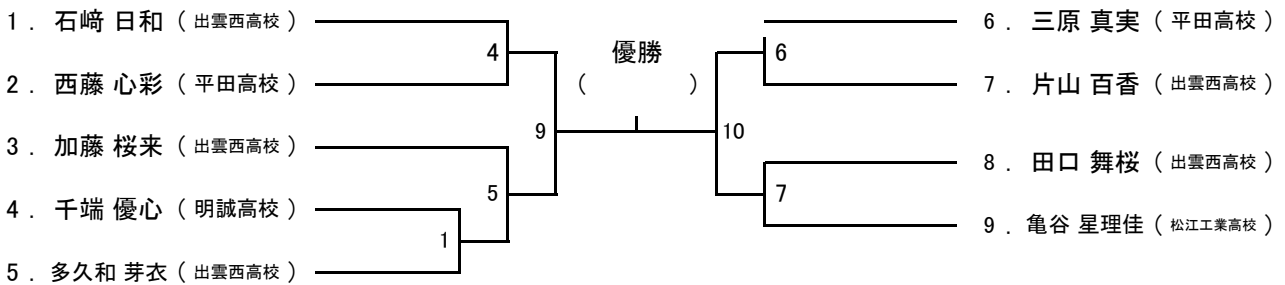 1 . 石﨑 日和 ( 出雲西高校 )
4
2 . 西藤 心彩 ( 平田高校 )
9
3 . 加藤 桜来 ( 出雲西高校 )
5
4 . 千端 優心 ( 明誠高校 )
1
5 . 多久和 芽衣 ( 出雲西高校 )
優勝
( )
6 . 三原 真実 ( 平田高校 )
6
7 . 片山 百香 ( 出雲西高校 )
10
8 . 田口 舞桜 ( 出雲西高校 )
7
9 . 亀谷 星理佳 ( 松江工業高校 )